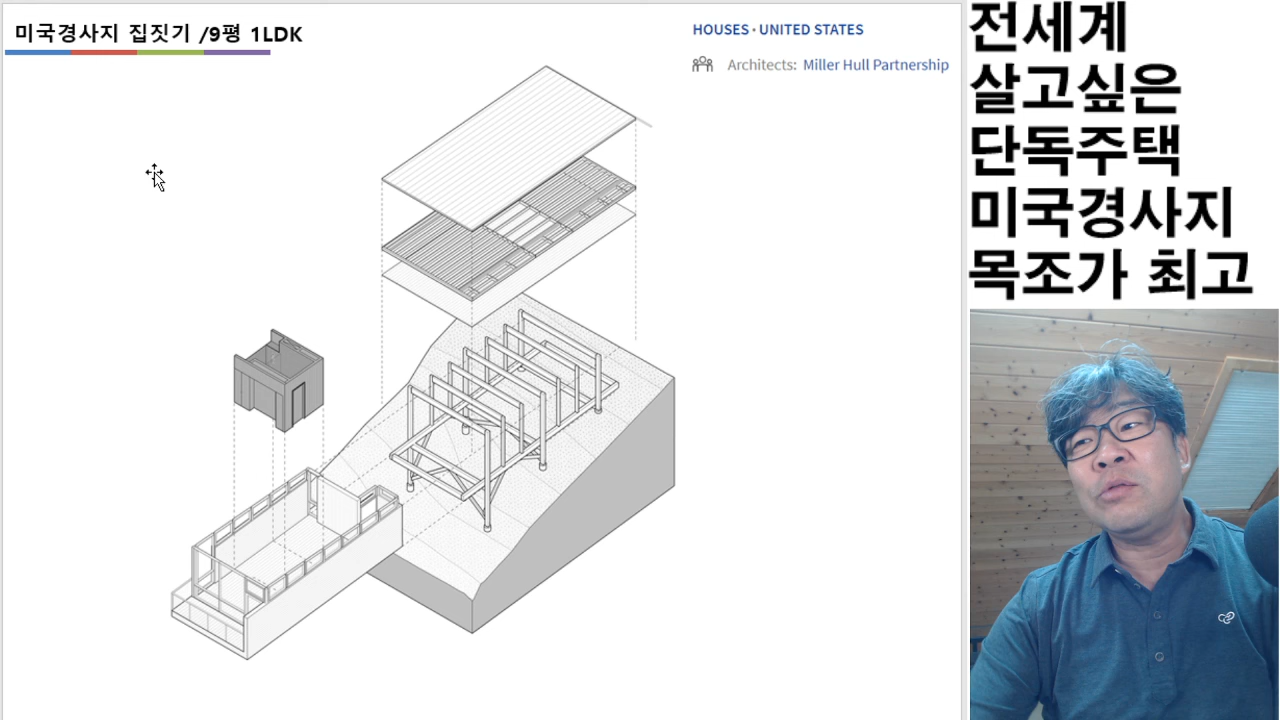 미국경사지 집짓기 /9평 1LDK
HOUSES · UNITED STATES
Architects: Miller Hull Partnership
전세계
살고싶은
단독주택
미국경사지
목조가 최고